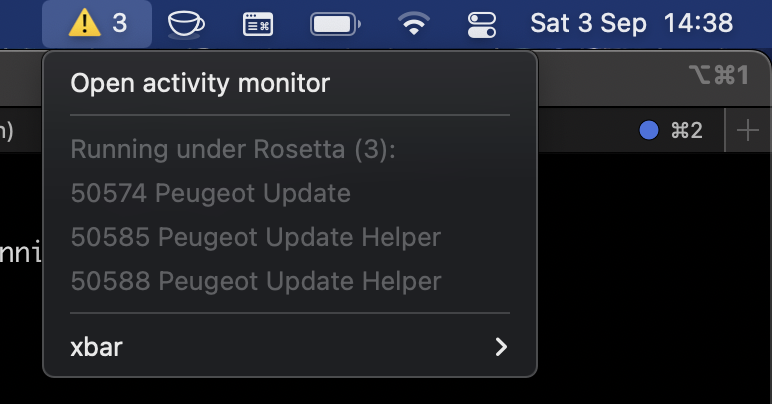 3
Sat 3 Sep 14:38
Open activity monitor
⌥⌘1
Running under Rosetta (3):
n)
⌘2
50574 Peugeot Update
50585 Peugeot Update Helper
nni
50588 Peugeot Update Helper
xbar